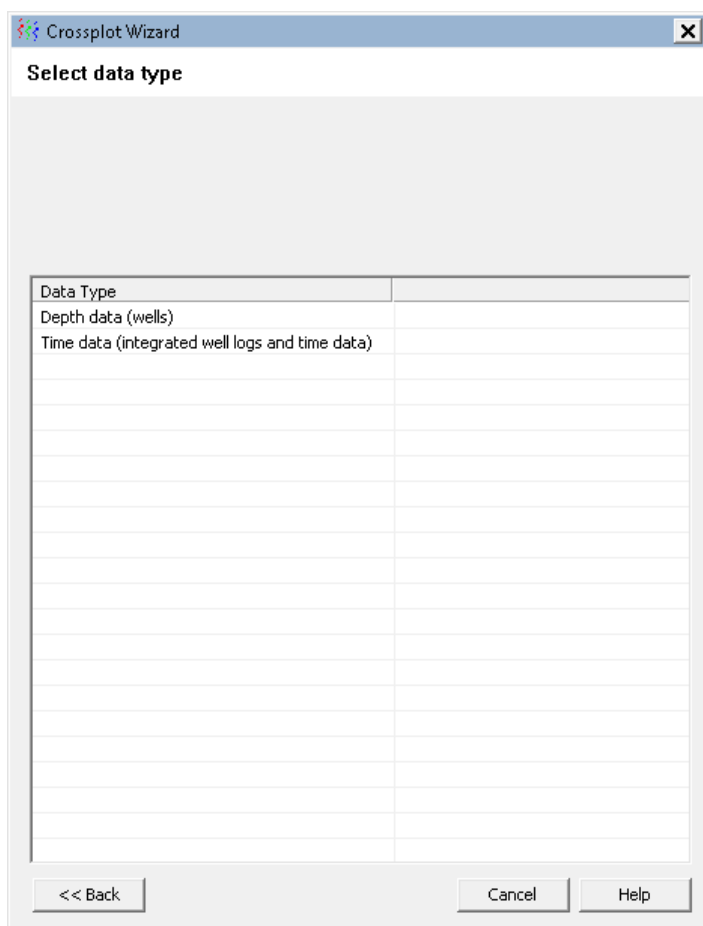 Crossplot Wizard
Select data type
Data Type
Depth data (wells)
Time data (integrated well logs and time data)
<< Back Cancel Help